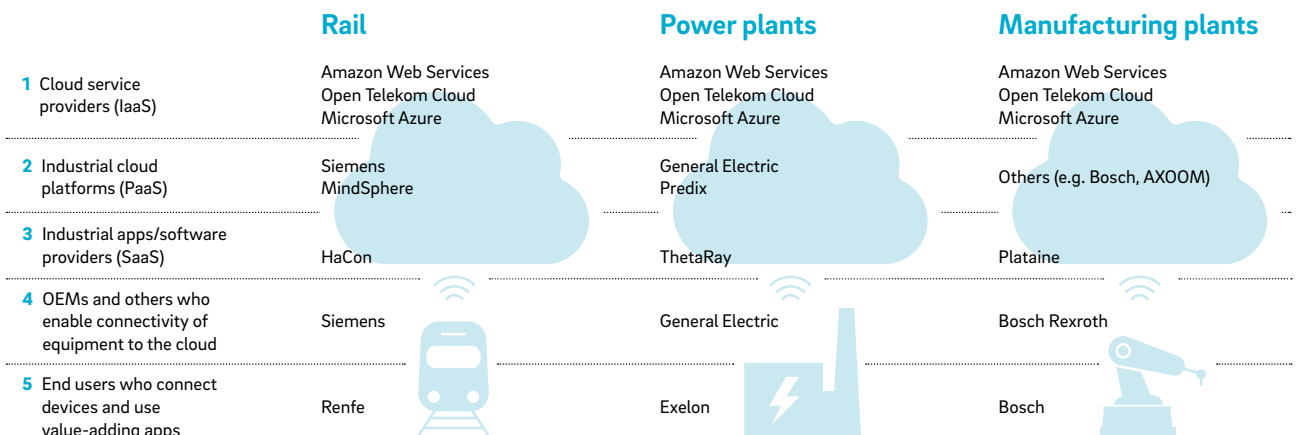 Rail
Power plants
Manufacturing plants
1 Cloud service
providers (IaaS)
Amazon Web Services
Open Telekom Cloud
Microsoft Azure
Amazon Web Services
Open Telekom Cloud
Microsoft Azure
Amazon Web Services
Open Telekom Cloud
Microsoft Azure
2 Industrial cloud
platforms (PaaS)
Siemens
MindSphere
General Electric
Predix
Others (e.g. Bosch, AXOOM)
3 Industrial apps/software
providers (SaaS)
HaCon
ThetaRay
Plataine
4 OEMs and others who
enable connectivity of
equipment to the cloud
Siemens
General Electric
Bosch Rexroth
5 End users who connect
devices and use
value-adding apps
Renfe
Exelon
Bosch